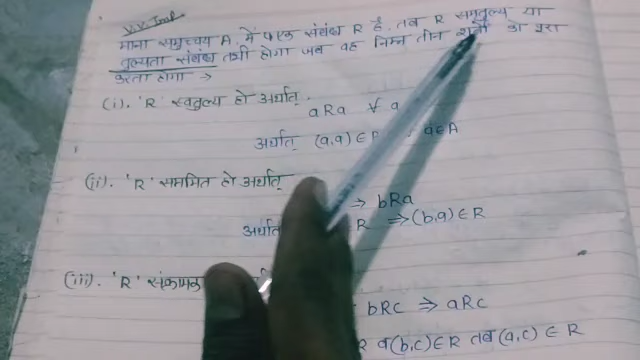 V.V. Imp
माना समुच्चय A में एक संबंध R है. तब R समतुल्य या
तुल्यता संबंध तभी होगा जब वह निम्न तीन शर्तों को पूरा
करता होगा →
(i). 'R' स्वतुल्य हो अर्थात्
aRa ∀ a
अर्थात् (a,a) ∈ a∈A
(ii). 'R' सममित हो अर्थात्
⇒ bRa
अर्थात R ⇒(b,a) ∈ R
(iii). 'R' संक्रामक
bRc ⇒ aRc
R व (b,c)∈R तब (a,c) ∈ R